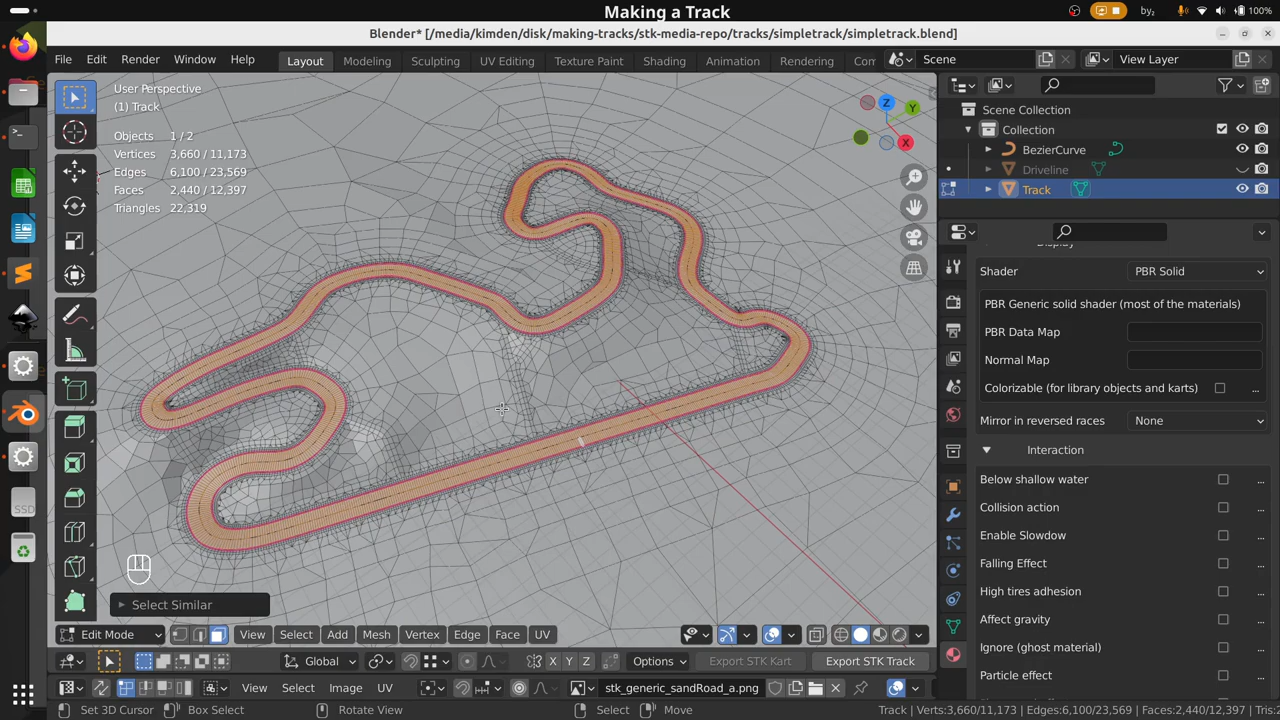 Making a Track
by₂
100%
Blender* [/media/kimden/disk/making-tracks/stk-media-repo/tracks/simpletrack/simpletrack.blend]
File Edit Render Window Help Layout Modeling Sculpting UV Editing Texture Paint Shading Animation Rendering Com Scene View Layer
User Perspective
(1) Track
Objects 1 / 2
Vertices 3,660 / 11,173
Edges 6,100 / 23,569
Faces 2,440 / 12,397
Triangles 22,319
Z
Y
X
Scene Collection
Collection
BezierCurve
Driveline
Track
Shader PBR Solid
PBR Generic solid shader (most of the materials)
PBR Data Map
Normal Map
Colorizable (for library objects and karts) ...
Mirror in reversed races None
Interaction
Below shallow water ...
Collision action ...
Enable Slowdow ...
Falling Effect ...
High tires adhesion ...
Affect gravity ...
Ignore (ghost material) ...
Particle effect ...
SSD
Select Similar
Edit Mode View Select Add Mesh Vertex Edge Face UV
Global X Y Z Options Export STK Kart Export STK Track
View Select Image UV stk_generic_sandRoad_a.png
Set 3D Cursor Box Select Rotate View Select Move Track | Verts:3,660/11,173 | Edges:6,100/23,569 | Faces:2,440/12,397 | Tris:2